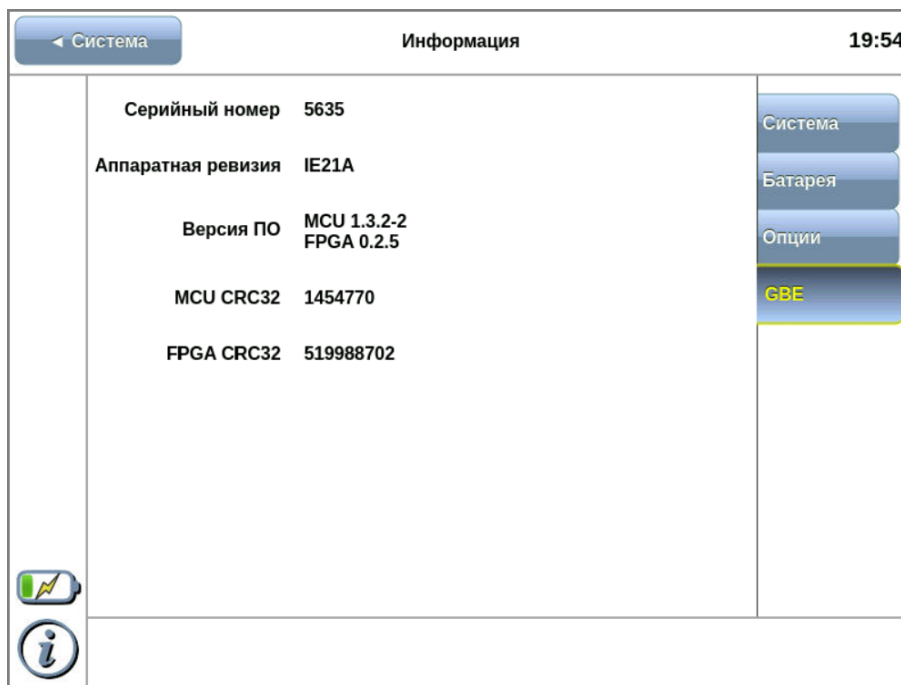 ◄ Система
Информация
19:54
Серийный номер 5635
Аппаратная ревизия IE21A
Версия ПО MCU 1.3.2-2
FPGA 0.2.5
MCU CRC32 1454770
FPGA CRC32 519988702
Система
Батарея
Опции
GBE
i